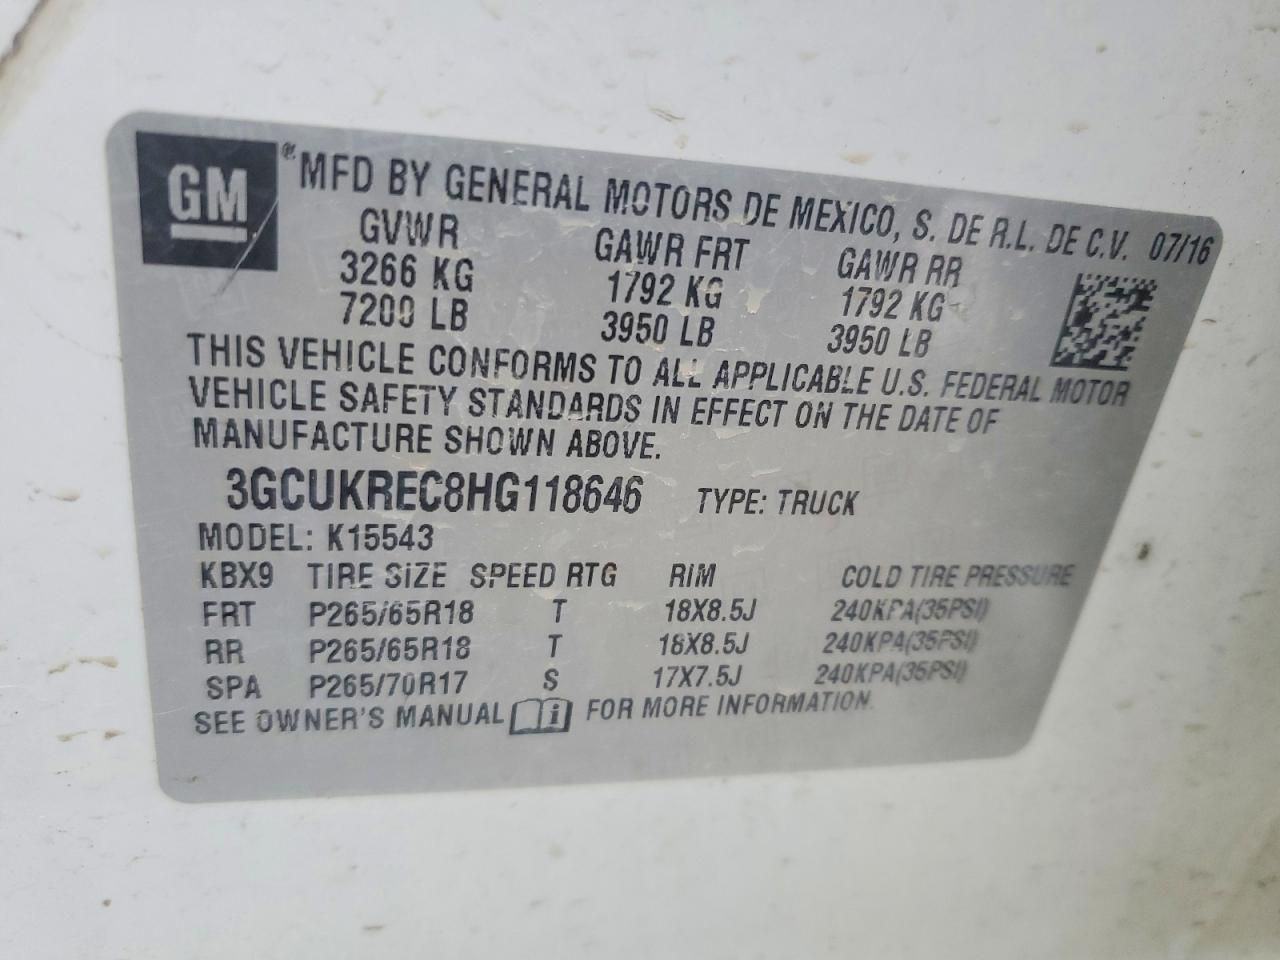 GM ® MFD BY GENERAL MOTORS DE MEXICO, S. DE R.L. DE C.V. 07/16
GVWR GAWR FRT GAWR RR
3266 KG 1792 KG 1792 KG
7200 LB 3950 LB 3950 LB
THIS VEHICLE CONFORMS TO ALL APPLICABLE U.S. FEDERAL MOTOR
VEHICLE SAFETY STANDARDS IN EFFECT ON THE DATE OF
MANUFACTURE SHOWN ABOVE.
3GCUKREC8HG118646 TYPE: TRUCK
MODEL: K15543
KBX9 TIRE SIZE SPEED RTG RIM COLD TIRE PRESSURE
FRT P265/65R18 T 18X8.5J 240KPA(35PSI)
RR P265/65R18 T 18X8.5J 240KPA(35PSI)
SPA P265/70R17 S 17X7.5J 240KPA(35PSI)
SEE OWNER'S MANUAL i FOR MORE INFORMATION.